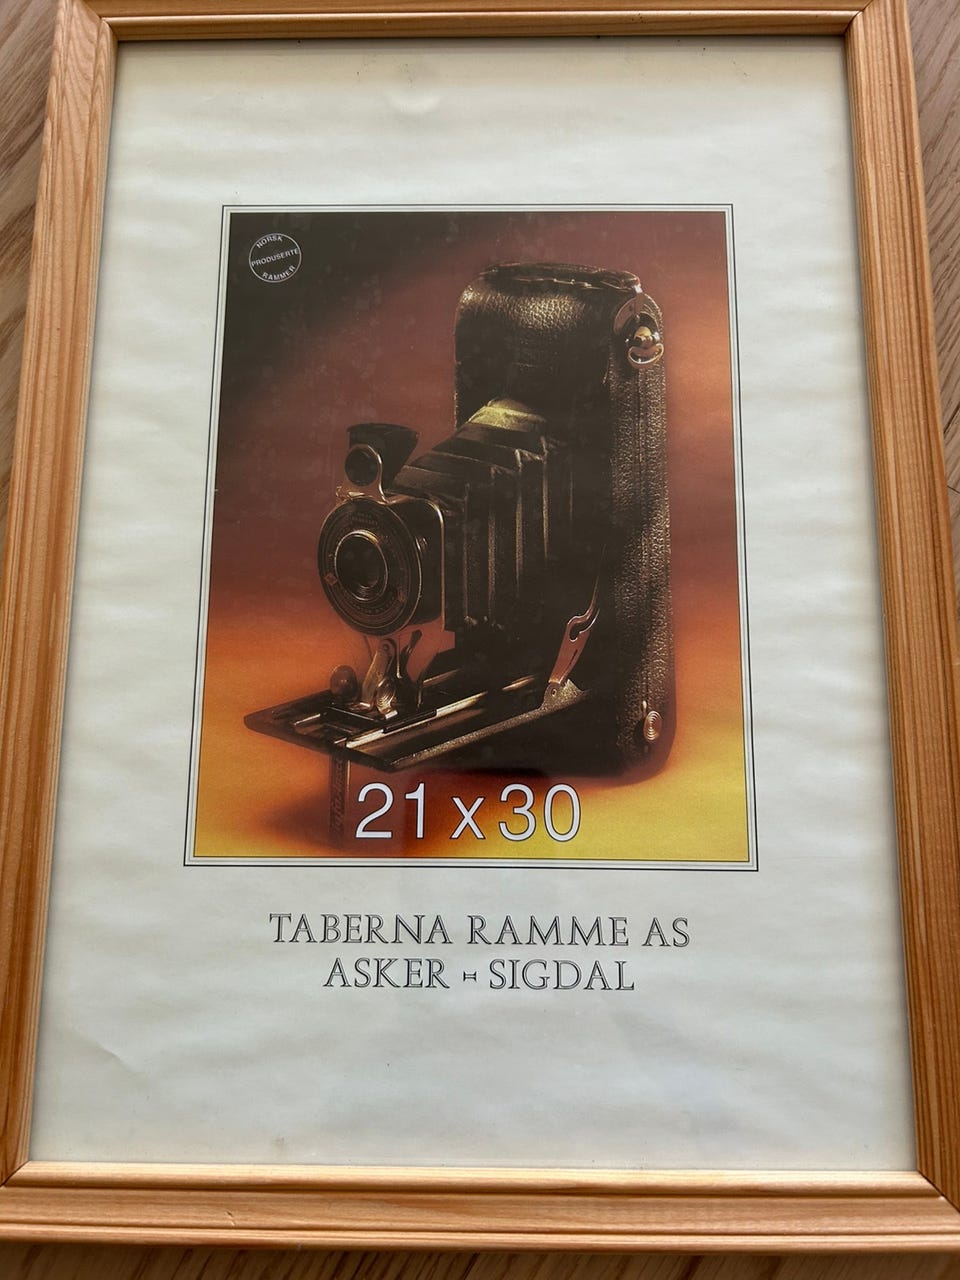 NORSK
PRODUSERTE
RAMMER
21 x 30
TABERNA RAMME AS
ASKER - SIGDAL